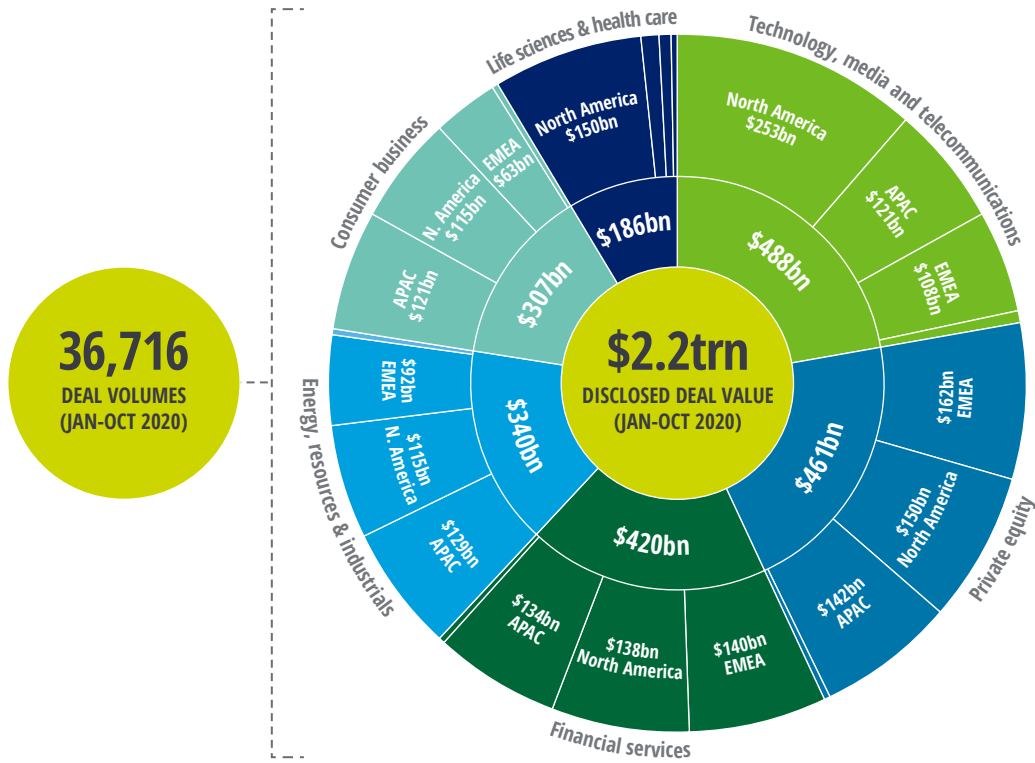 36,716
DEAL VOLUMES
(JAN-OCT 2020)
$2.2trn
DISCLOSED DEAL VALUE
(JAN-OCT 2020)
Technology, media and telecommunications
$488bn
North America
$253bn
APAC
$121bn
EMEA
$108bn
Private equity
$461bn
$162bn
EMEA
$150bn
North America
$142bn
APAC
Financial services
$420bn
$140bn
EMEA
$138bn
North America
$134bn
APAC
Energy, resources & industrials
$340bn
$129bn
APAC
$115bn
N. America
$92bn
EMEA
Consumer business
$307bn
APAC
$121bn
N. America
$115bn
EMEA
$63bn
Life sciences & health care
$186bn
North America
$150bn